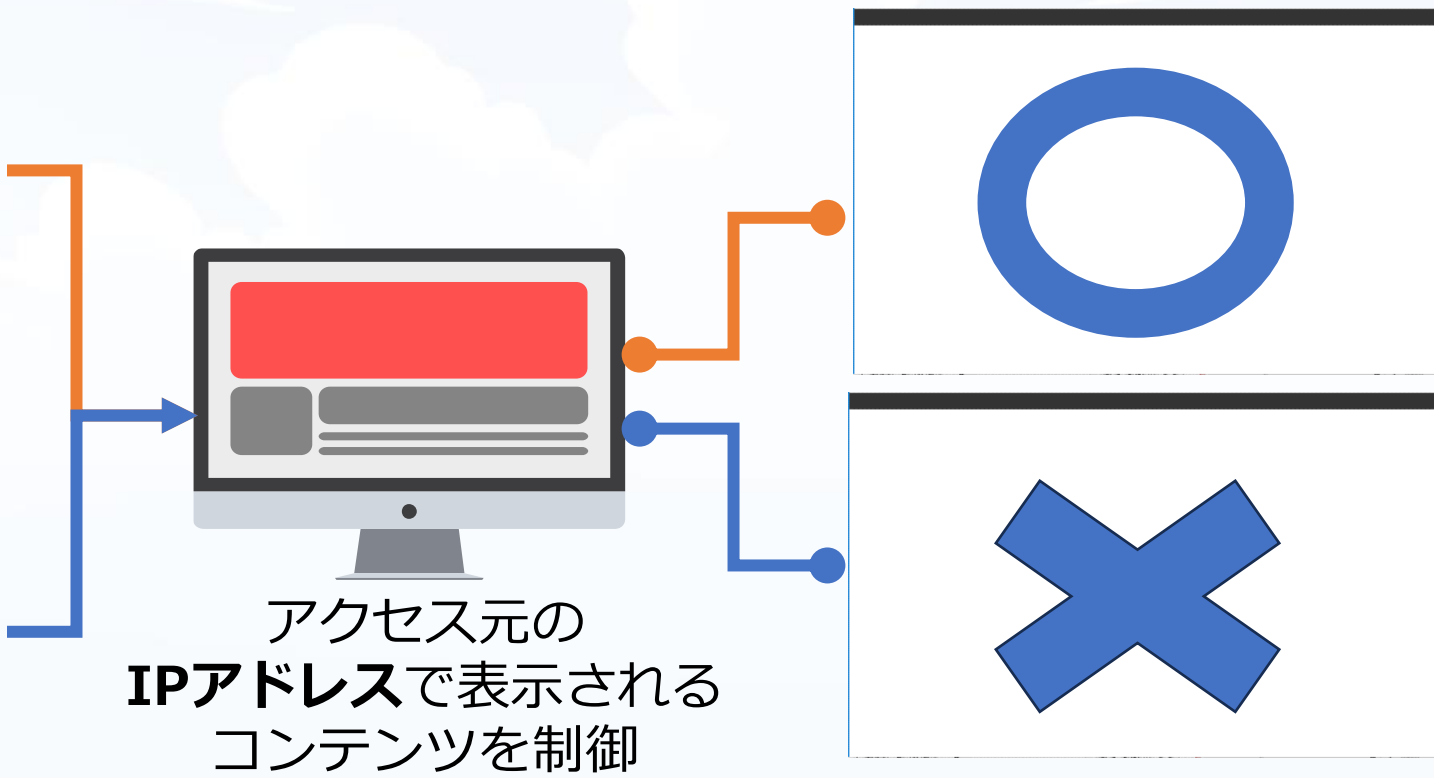 アクセス元の
IPアドレスで表示される
コンテンツを制御